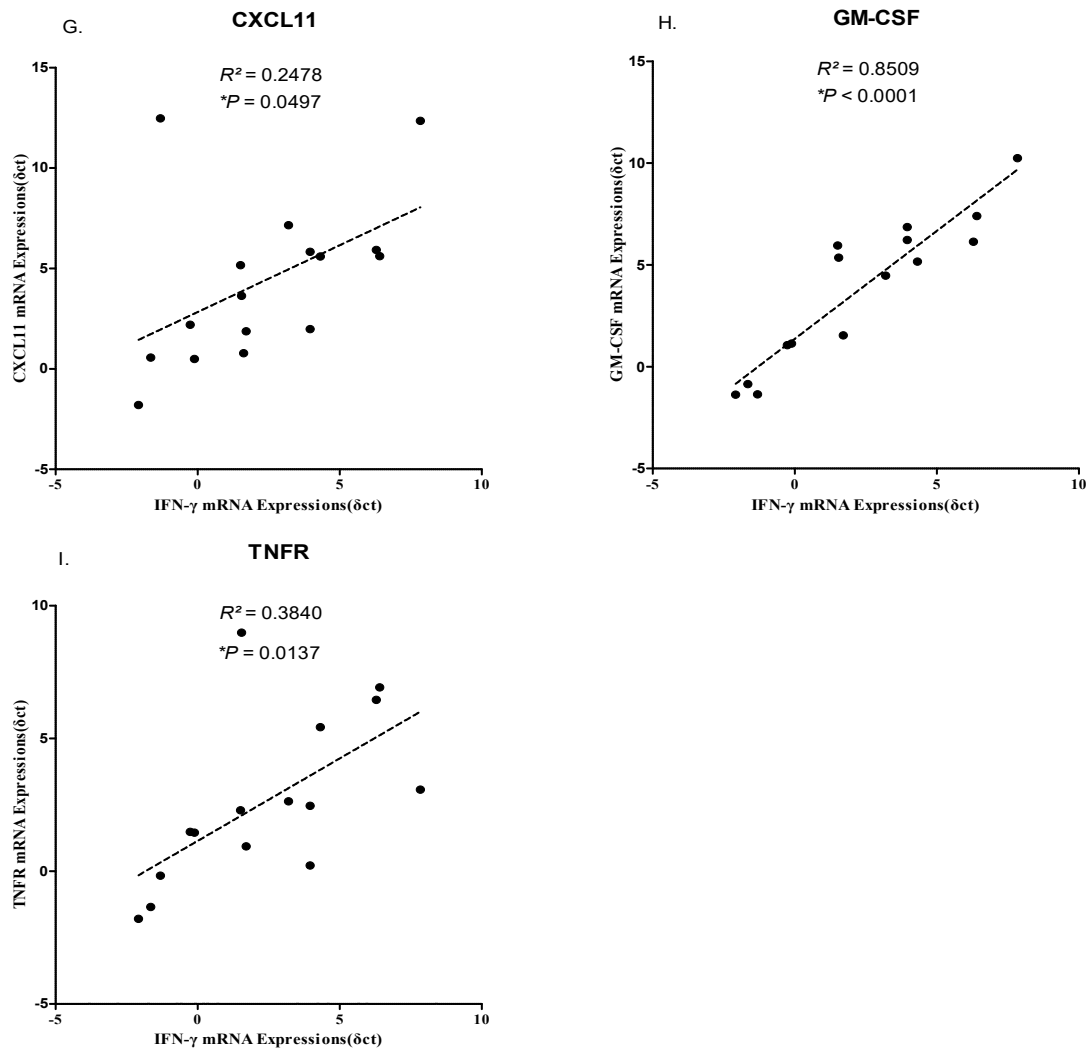 G.
CXCL11
R² = 0.2478
*P = 0.0497
15
10
5
0
-5
CXCL11 mRNA Expressions(δct)
-5
0
5
10
IFN-γ mRNA Expressions(δct)
H.
GM-CSF
R² = 0.8509
*P < 0.0001
15
10
5
0
-5
GM-CSF mRNA Expressions(δct)
-5
0
5
10
IFN-γ mRNA Expressions(δct)
I.
TNFR
R² = 0.3840
*P = 0.0137
10
5
0
-5
TNFR mRNA Expressions(δct)
-5
0
5
10
IFN-γ mRNA Expressions(δct)